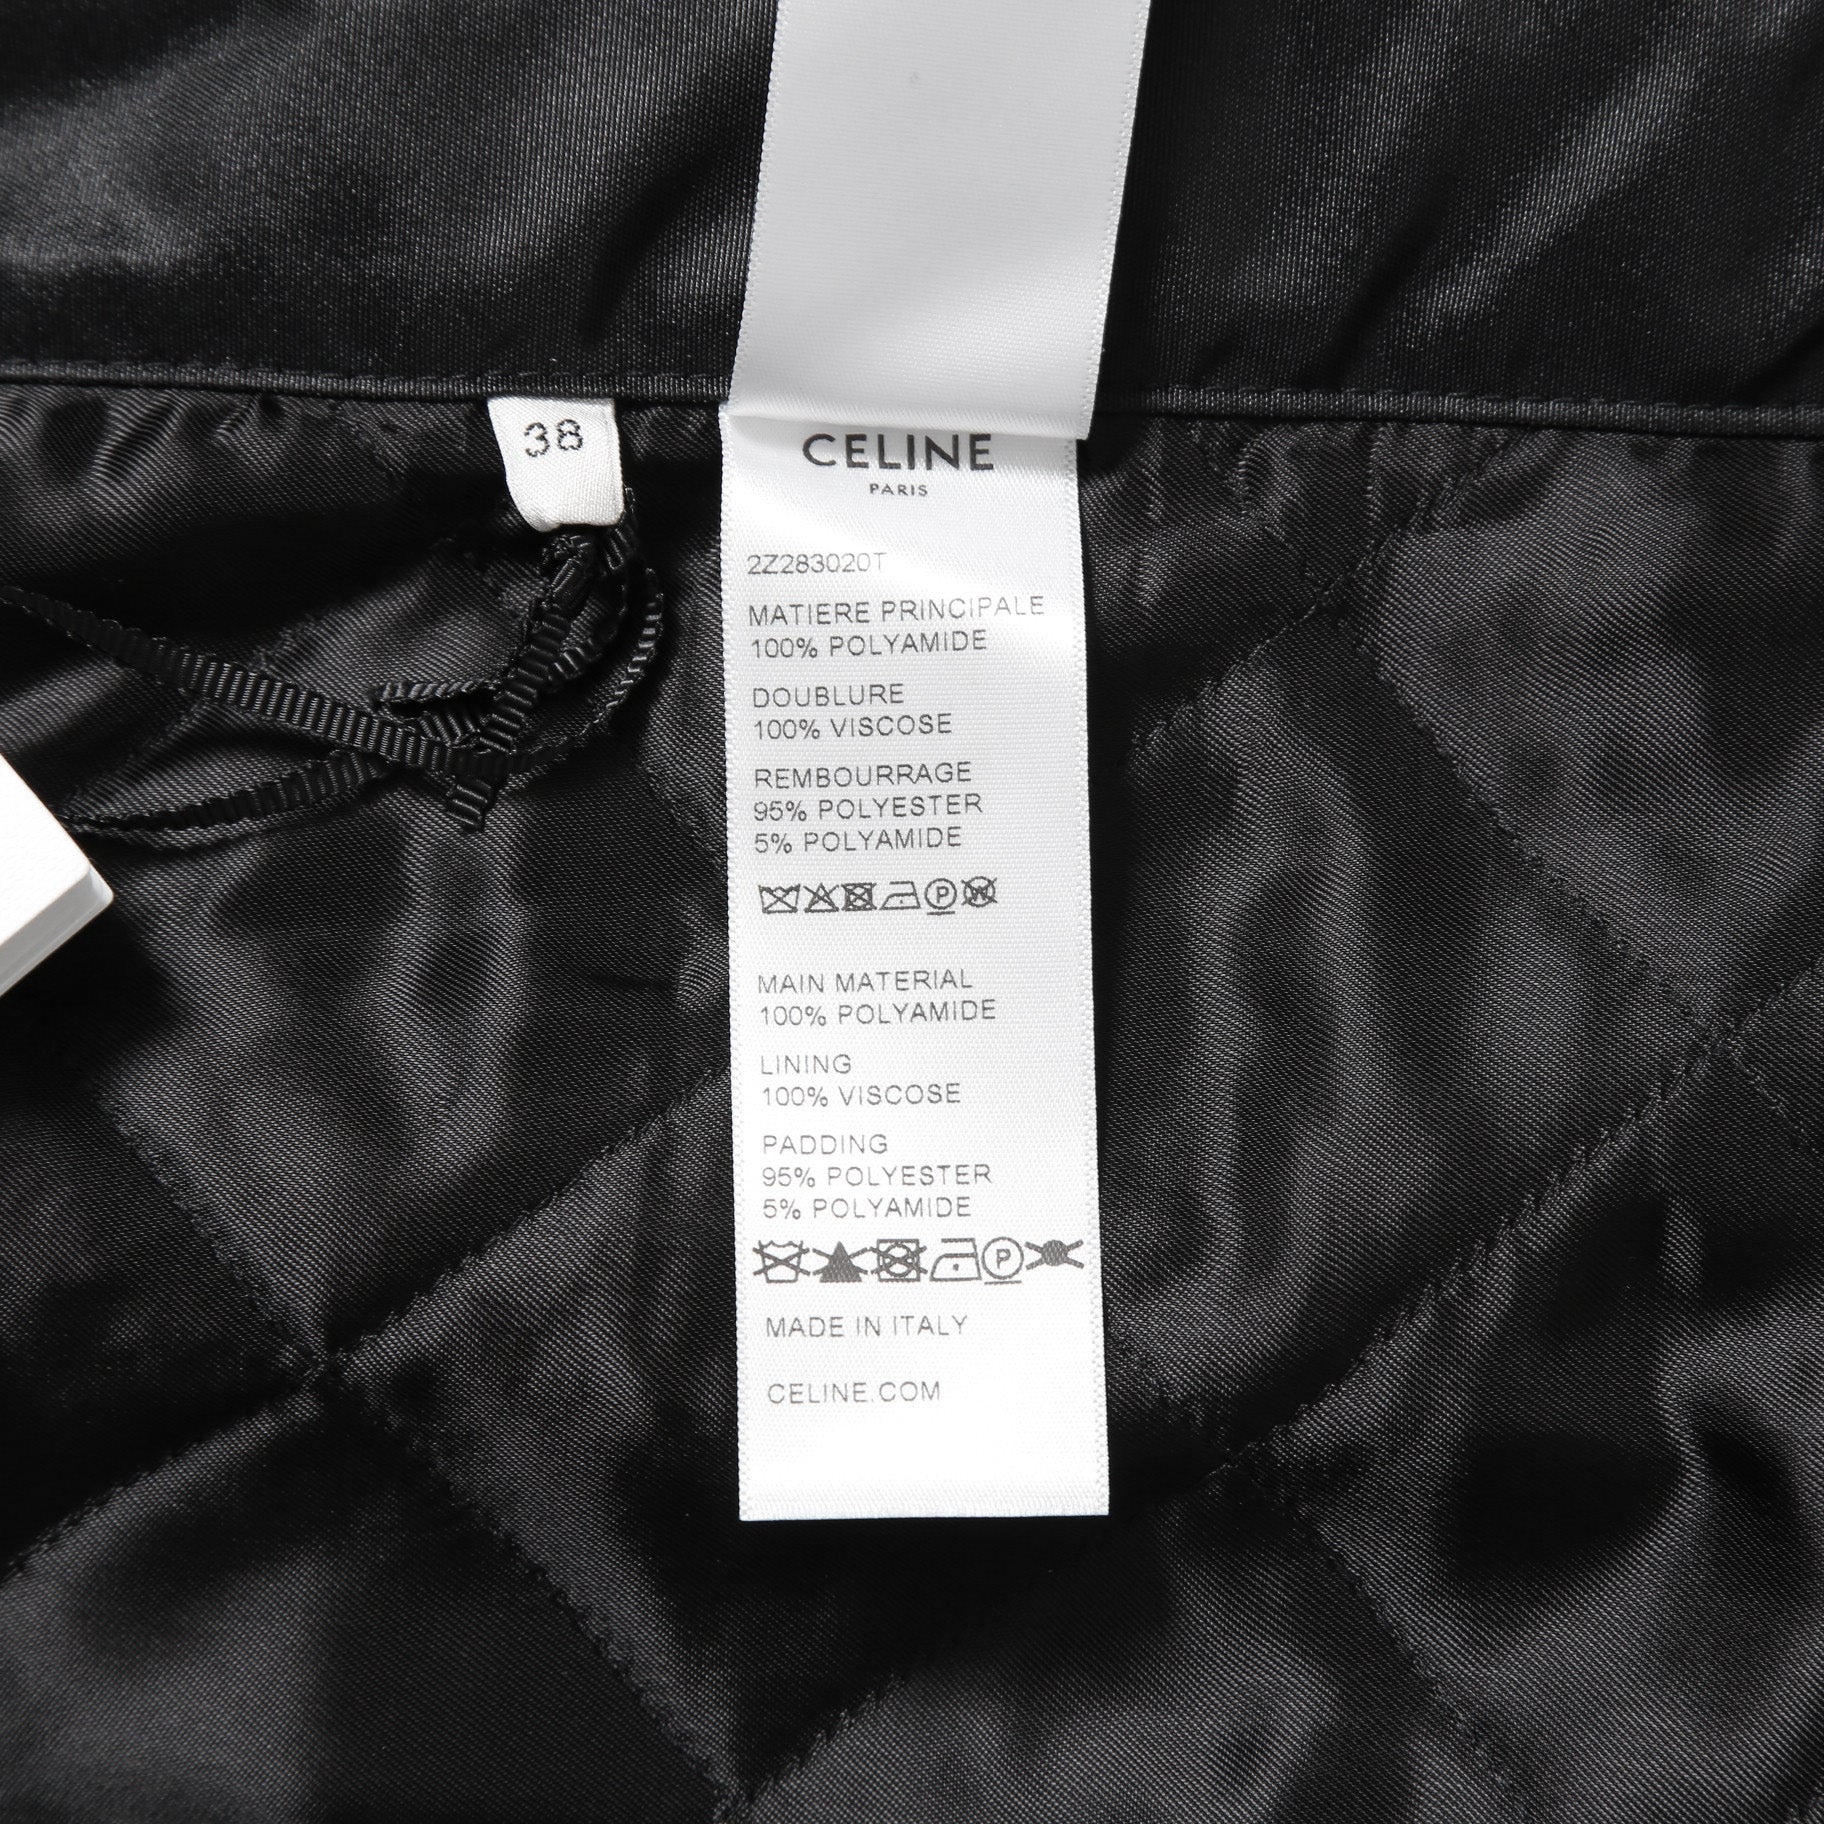 38
CELINE
PARIS
2Z283020T
MATIERE PRINCIPALE
100% POLYAMIDE
DOUBLURE
100% VISCOSE
REMBOURRAGE
95% POLYESTER
5% POLYAMIDE
P W
MAIN MATERIAL
100% POLYAMIDE
LINING
100% VISCOSE
PADDING
95% POLYESTER
5% POLYAMIDE
P
MADE IN ITALY
CELINE.COM